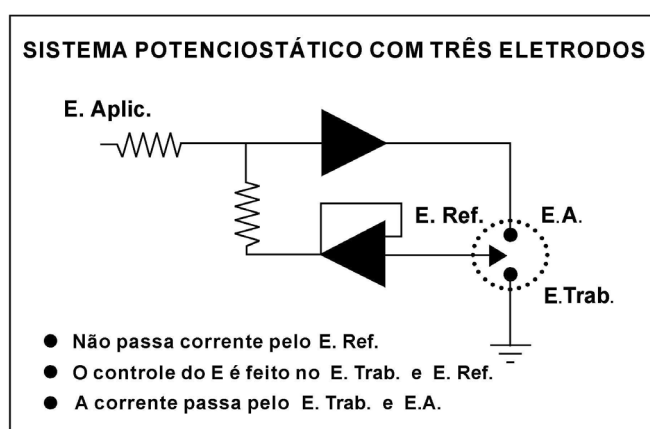 SISTEMA POTENCIOSTÁTICO COM TRÊS ELETRODOS
E. Aplic.
E. Ref.
E.A.
E.Trab.
Não passa corrente pelo E. Ref.
O controle do E é feito no E. Trab. e E. Ref.
A corrente passa pelo E. Trab. e E.A.